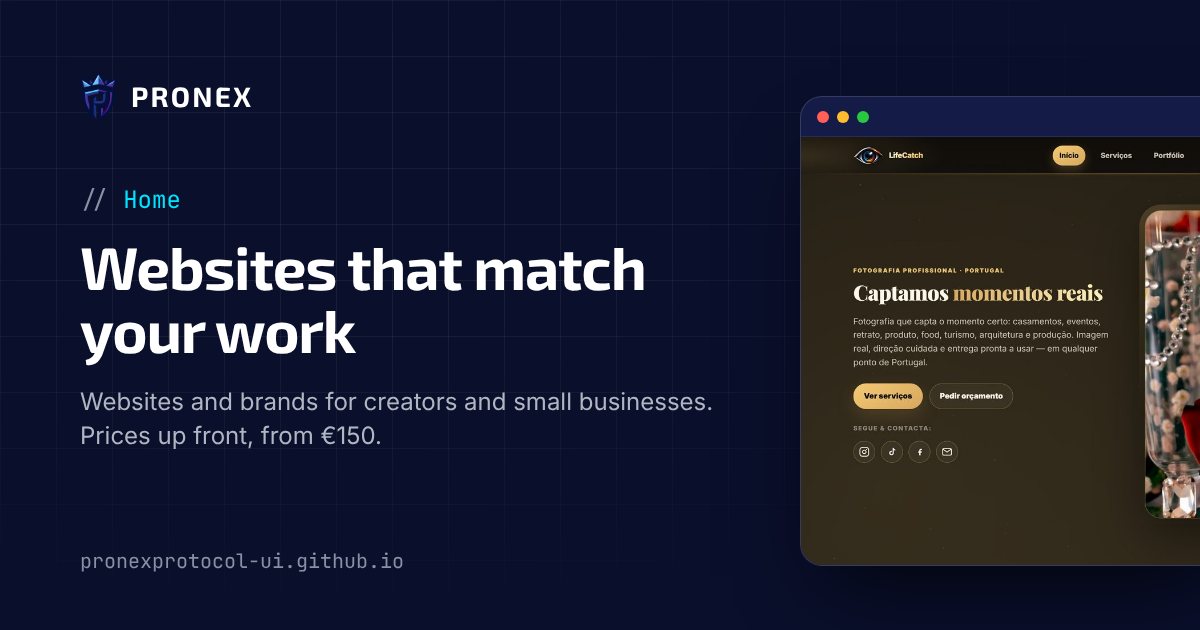 PRONEX
// Home
Websites that match
your work
Websites and brands for creators and small businesses.
Prices up front, from €150.
pronexprotocol-ui.github.io
LifeCatch
Início
Serviços
Portfólio
FOTOGRAFIA PROFISSIONAL · PORTUGAL
Captamos momentos reais
Fotografia que capta o momento certo: casamentos, eventos,
retrato, produto, food, turismo, arquitetura e produção. Imagem
real, direção cuidada e entrega pronta a usar — em qualquer
ponto de Portugal.
Ver serviços
Pedir orçamento
SEGUE & CONTACTA: